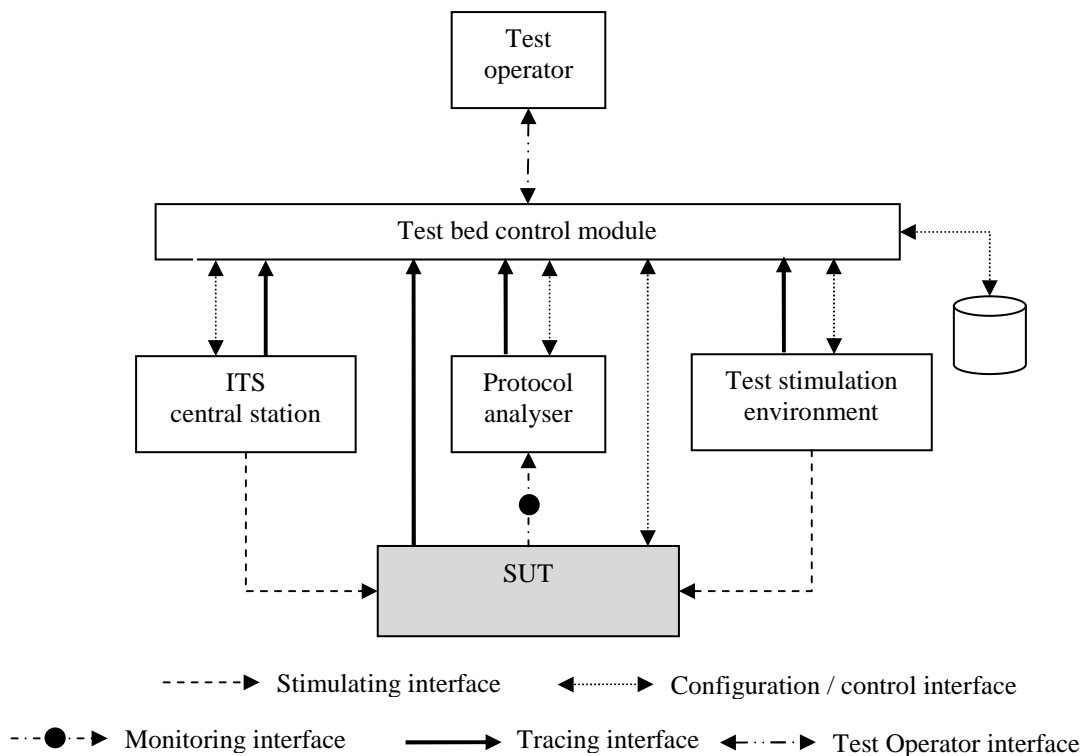 Test
operator
Test bed control module
ITS
central station
Protocol
analyser
Test stimulation
environment
SUT
Stimulating interface
Configuration / control interface
Monitoring interface
Tracing interface
Test Operator interface